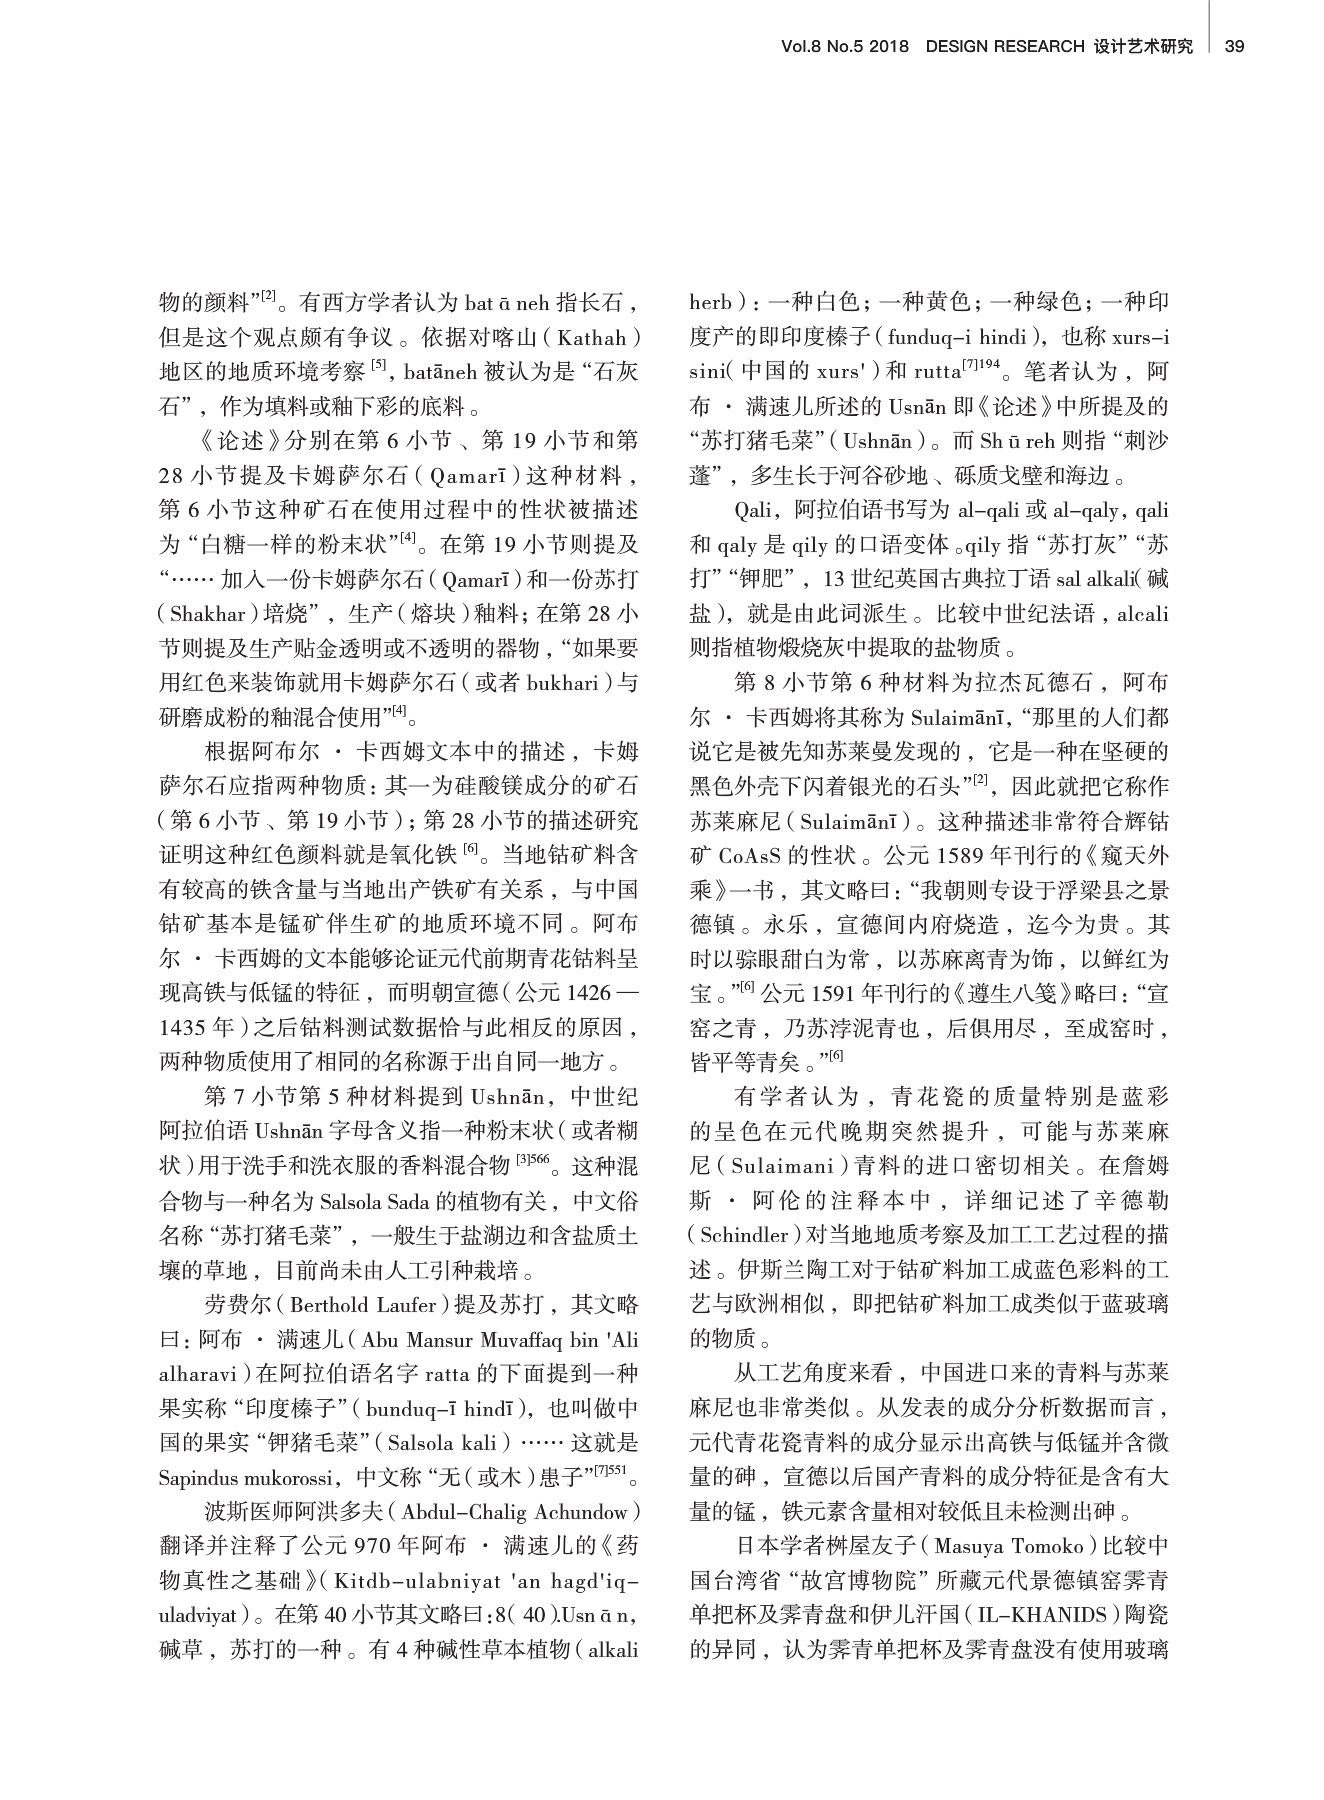 Vol.8 No.5 2018 DESIGN RESEARCH 设计艺术研究 39
物的颜料”[2]。有西方学者认为 bat ā neh 指长石，
但是这个观点颇有争议。依据对喀山（Kathah）
地区的地质环境考察 [5]，batāneh 被认为是“石灰
石”，作为填料或釉下彩的底料。
《论述》分别在第 6 小节、第 19 小节和第
28 小节提及卡姆萨尔石（Qamarī）这种材料，
第 6 小节这种矿石在使用过程中的性状被描述
为“白糖一样的粉末状”[4]。在第 19 小节则提及
“…… 加入一份卡姆萨尔石（Qamarī）和一份苏打
（Shakhar）培烧”，生产（熔块）釉料；在第 28 小
节则提及生产贴金透明或不透明的器物，“如果要
用红色来装饰就用卡姆萨尔石（或者 bukhari）与
研磨成粉的釉混合使用”[4]。
根据阿布尔 · 卡西姆文本中的描述，卡姆
萨尔石应指两种物质：其一为硅酸镁成分的矿石
（第 6 小节、第 19 小节）；第 28 小节的描述研究
证明这种红色颜料就是氧化铁 [6]。当地钴矿料含
有较高的铁含量与当地出产铁矿有关系，与中国
钴矿基本是锰矿伴生矿的地质环境不同。阿布
尔 · 卡西姆的文本能够论证元代前期青花钴料呈
现高铁与低锰的特征，而明朝宣德（公元 1426 —
1435 年）之后钴料测试数据恰与此相反的原因，
两种物质使用了相同的名称源于出自同一地方。
第 7 小节第 5 种材料提到 Ushnān，中世纪
阿拉伯语 Ushnān 字母含义指一种粉末状（或者糊
状）用于洗手和洗衣服的香料混合物 [3]566。这种混
合物与一种名为 Salsola Sada 的植物有关，中文俗
名称“苏打猪毛菜”，一般生于盐湖边和含盐质土
壤的草地，目前尚未由人工引种栽培。
劳费尔（Berthold Laufer）提及苏打，其文略
曰：阿布 · 满速儿（Abu Mansur Muvaffaq bin 'Ali
alharavi）在阿拉伯语名字 ratta 的下面提到一种
果实称“印度榛子”（bunduq-ī hindī），也叫做中
国的果实“钾猪毛菜”（Salsola kali）…… 这就是
Sapindus mukorossi，中文称“无（或木）患子”[7]551。
波斯医师阿洪多夫（Abdul-Chalig Achundow）
翻译并注释了公元 970 年阿布 · 满速儿的《药
物真性之基础》（Kitdb-ulabniyat 'an hagd'iq-
uladviyat）。在第 40 小节其文略曰：8（40）.Usn ā n，
碱草，苏打的一种。有 4 种碱性草本植物（alkali
herb）：一种白色；一种黄色；一种绿色；一种印
度产的即印度榛子（funduq-i hindi），也称 xurs-i
sini（中国的 xurs'）和 rutta[7]194。笔者认为，阿
布 · 满速儿所述的 Usnān 即《论述》中所提及的
“苏打猪毛菜”（Ushnān）。而 Sh ū reh 则指“刺沙
蓬”，多生长于河谷砂地、砾质戈壁和海边。
Qali，阿拉伯语书写为 al-qali 或 al-qaly，qali
和 qaly 是 qily 的口语变体。qily 指“苏打灰”“苏
打”“钾肥”，13 世纪英国古典拉丁语 sal alkali（碱
盐），就是由此词派生。比较中世纪法语，alcali
则指植物煅烧灰中提取的盐物质。
第 8 小节第 6 种材料为拉杰瓦德石，阿布
尔 · 卡西姆将其称为 Sulaimānī，“那里的人们都
说它是被先知苏莱曼发现的，它是一种在坚硬的
黑色外壳下闪着银光的石头”[2]，因此就把它称作
苏莱麻尼（Sulaimānī）。这种描述非常符合辉钴
矿 CoAsS 的性状。公元 1589 年刊行的《窥天外
乘》一书，其文略曰：“我朝则专设于浮梁县之景
德镇。永乐，宣德间内府烧造，迄今为贵。其
时以骔眼甜白为常，以苏麻离青为饰，以鲜红为
宝。”[6] 公元 1591 年刊行的《遵生八笺》略曰：“宣
窑之青，乃苏浡泥青也，后俱用尽，至成窑时，
皆平等青矣。”[6]
有学者认为，青花瓷的质量特别是蓝彩
的呈色在元代晚期突然提升，可能与苏莱麻
尼（Sulaimani）青料的进口密切相关。在詹姆
斯 · 阿伦的注释本中，详细记述了辛德勒
（Schindler）对当地地质考察及加工工艺过程的描
述。伊斯兰陶工对于钴矿料加工成蓝色彩料的工
艺与欧洲相似，即把钴矿料加工成类似于蓝玻璃
的物质。
从工艺角度来看，中国进口来的青料与苏莱
麻尼也非常类似。从发表的成分分析数据而言，
元代青花瓷青料的成分显示出高铁与低锰并含微
量的砷，宣德以后国产青料的成分特征是含有大
量的锰，铁元素含量相对较低且未检测出砷。
日本学者桝屋友子（Masuya Tomoko）比较中
国台湾省“故宫博物院”所藏元代景德镇窑霁青
单把杯及霁青盘和伊儿汗国（IL-KHANIDS）陶瓷
的异同，认为霁青单把杯及霁青盘没有使用玻璃